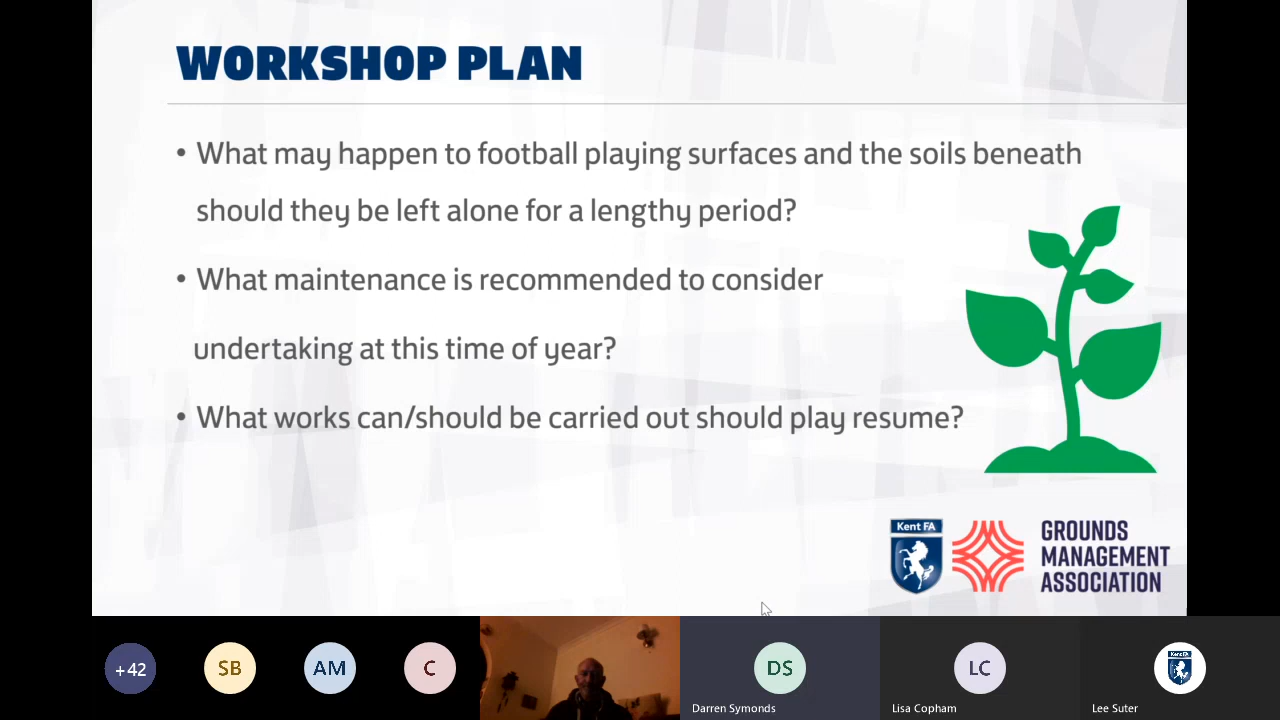 WORKSHOP PLAN
• What may happen to football playing surfaces and the soils beneath
should they be left alone for a lengthy period?
• What maintenance is recommended to consider
undertaking at this time of year?
• What works can/should be carried out should play resume?
Kent FA
GROUNDS
MANAGEMENT
ASSOCIATION
+42
SB
AM
C
DS
LC
Kent FA
Darren Symonds
Lisa Copham
Lee Suter